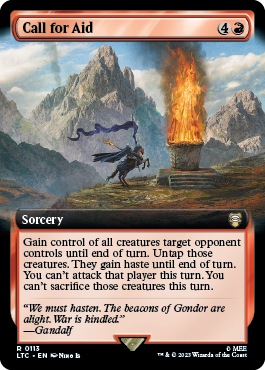 Call for Aid 4
Sorcery
Gain control of all creatures target opponent
controls until end of turn. Untap those
creatures. They gain haste until end of turn.
You can't attack that player this turn. You
can't sacrifice those creatures this turn.
"We must hasten. The beacons of Gondor
are alight. War is kindled."
—Gandalf
R 0113
LTC • EN
& © 2023 Wizards of the Coast